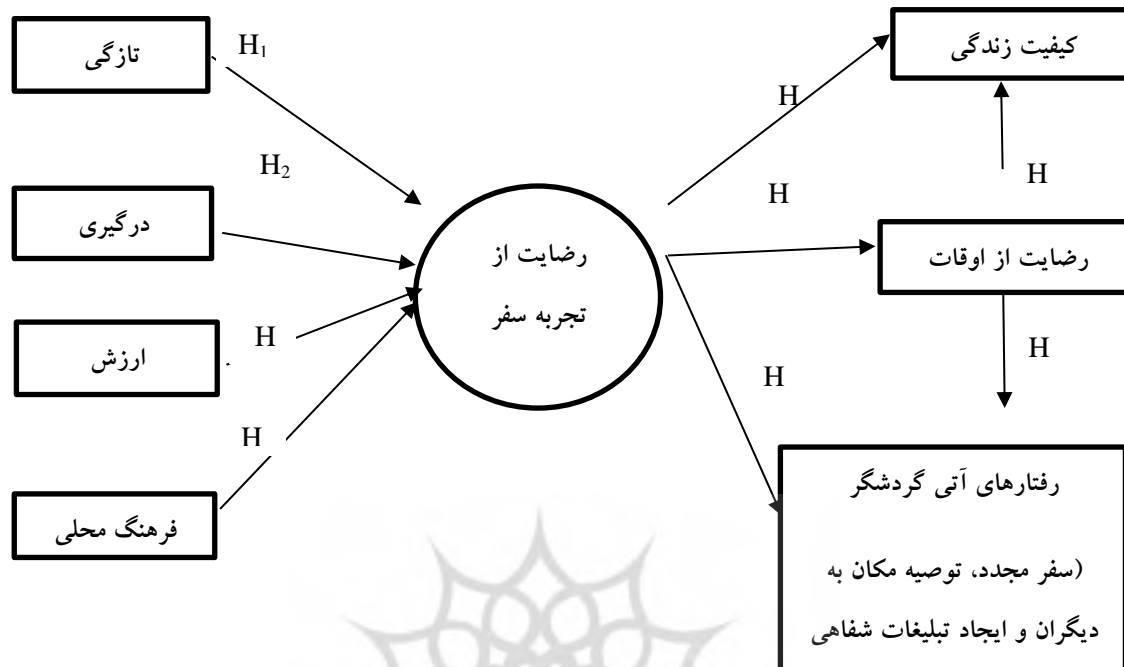 تازگی
H₁
کیفیت زندگی
H
H₂
H
H
درگیری
رضایت از
تجربه سفر
رضایت از اوقات
ارزش
H
H
H
H
فرهنگ محلی
رفتارهای آتی گردشگر
(سفر مجدد، توصیه مکان به
دیگران و ایجاد تبلیغات شفاهی